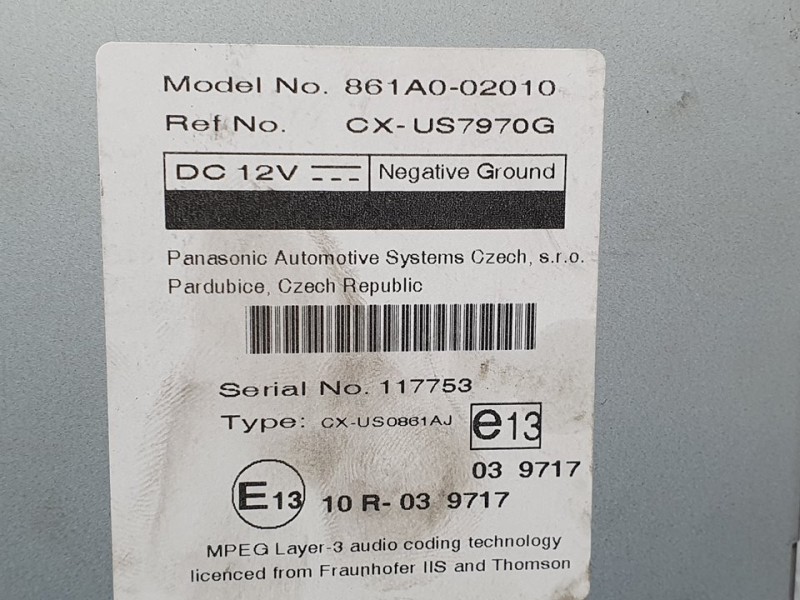 Model No. 861A0-02010
Ref No. CX-US7970G
DC 12V Negative Ground
Panasonic Automotive Systems Czech, s.r.o.
Pardubice, Czech Republic
Serial No. 117753
Type: CX-US0861AJ e13
03 9717
E13 10 R- 03 9717
MPEG Layer-3 audio coding technology
licenced from Fraunhofer IIS and Thomson